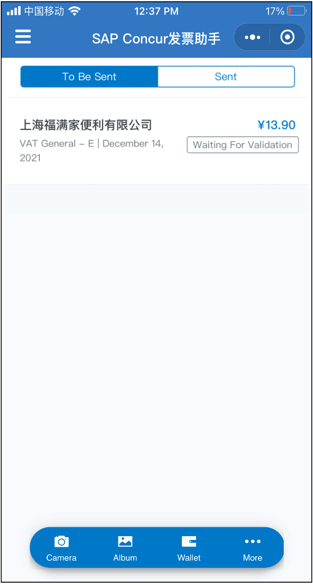 中国移动 12:37 PM 17%
SAP Concur发票助手
To Be Sent Sent
上海福满家便利有限公司 ¥13.90
VAT General - E | December 14, Waiting For Validation
2021
Camera Album Wallet More